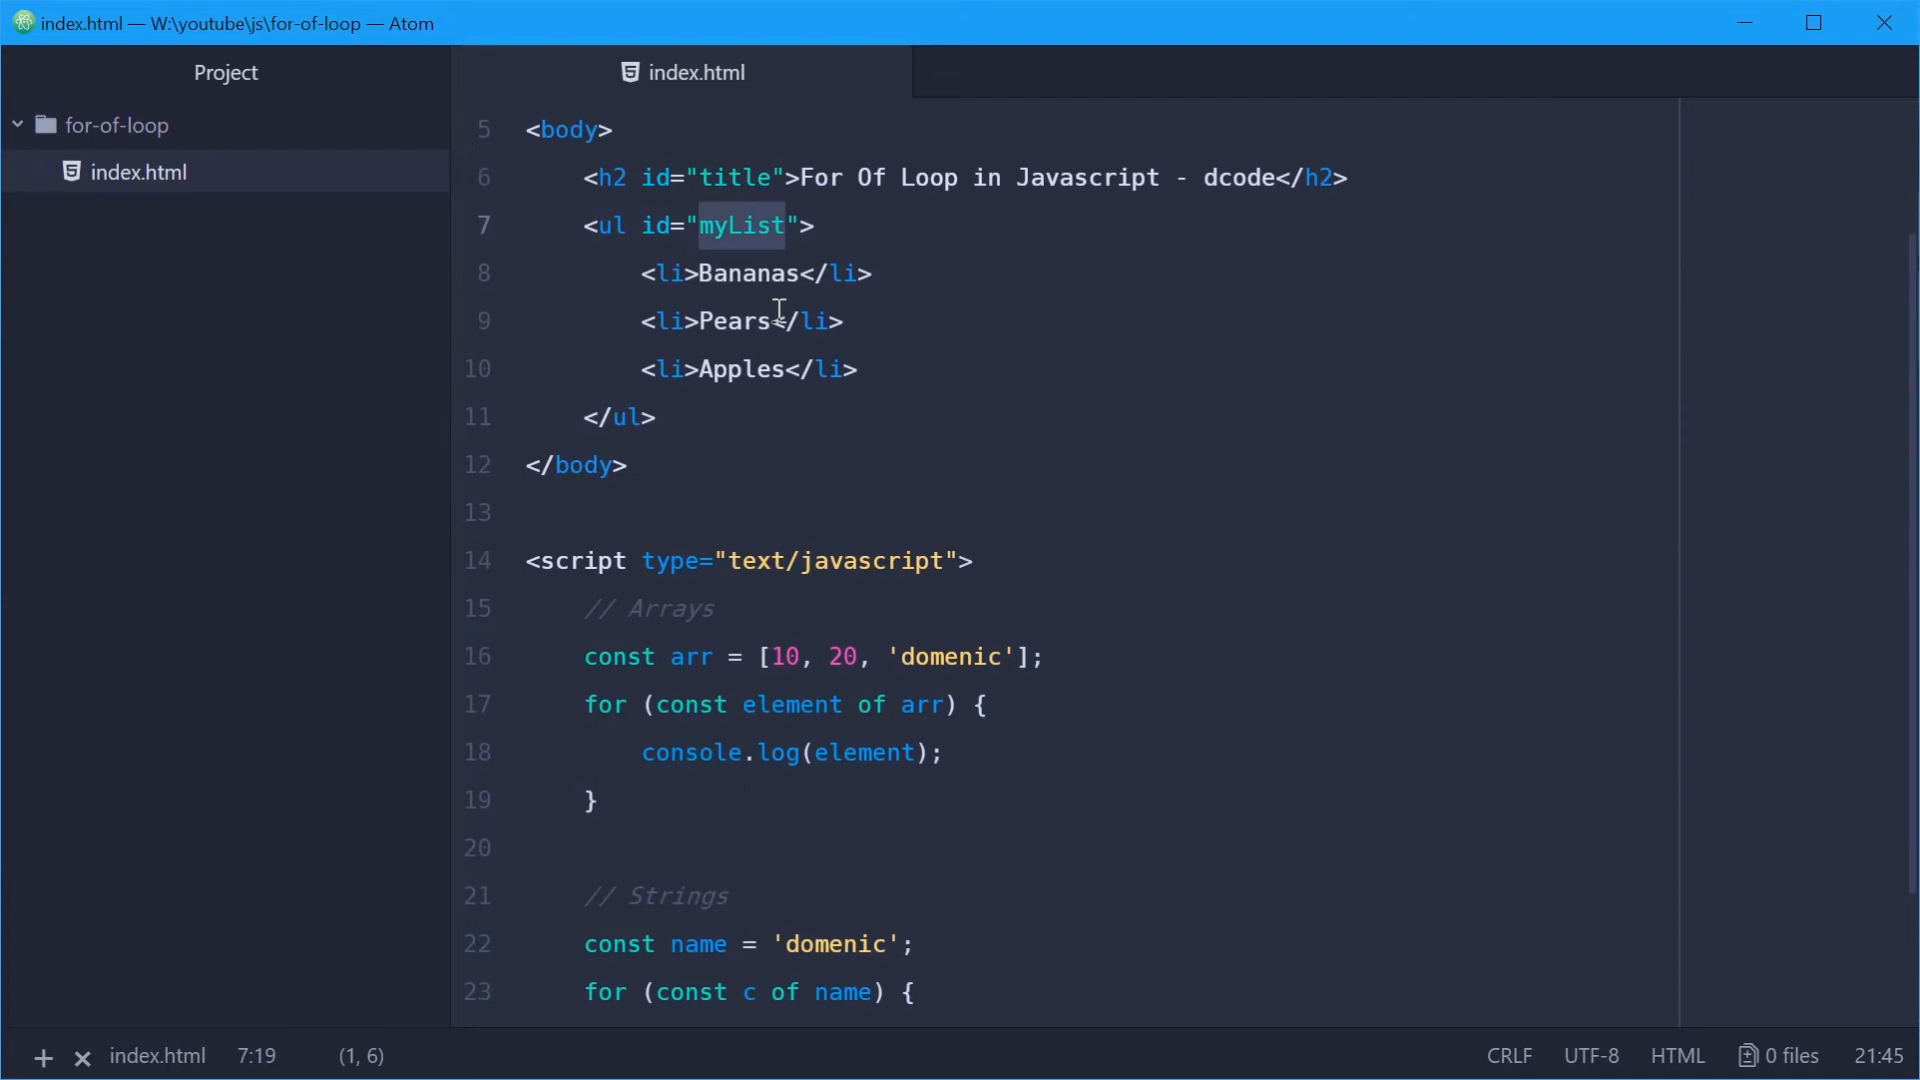 index.html — W:\youtube\js\for-of-loop — Atom
Project
for-of-loop
index.html
index.html
5 <body>
6 <h2 id="title">For Of Loop in Javascript - dcode</h2>
7 <ul id="myList">
8 <li>Bananas</li>
9 <li>Pears</li>
10 <li>Apples</li>
11 </ul>
12 </body>
13
14 <script type="text/javascript">
15 // Arrays
16 const arr = [10, 20, 'domenic'];
17 for (const element of arr) {
18 console.log(element);
19 }
20
21 // Strings
22 const name = 'domenic';
23 for (const c of name) {
index.html 7:19 (1, 6) CRLF UTF-8 HTML 0 files 21:45